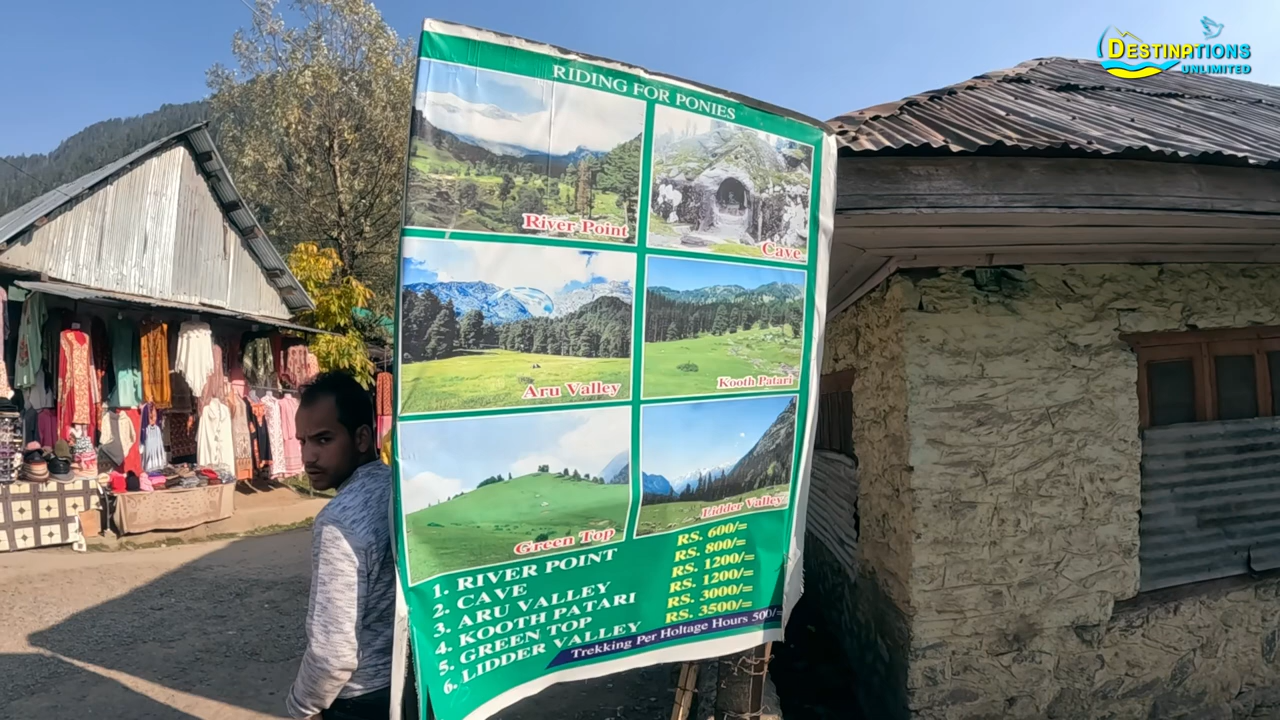 DESTINATIONS
UNLIMITED
RIDING FOR PONIES
River Point
Cave
Aru Valley
Kooth Patari
Green Top
Lidder Valley
1. RIVER POINT RS. 600/=
2. CAVE RS. 800/=
3. ARU VALLEY RS. 1200/=
4. KOOTH PATARI RS. 1200/=
5. GREEN TOP RS. 3000/=
6. LIDDER VALLEY RS. 3500/=
Trekking Per Holtage Hours 500/=